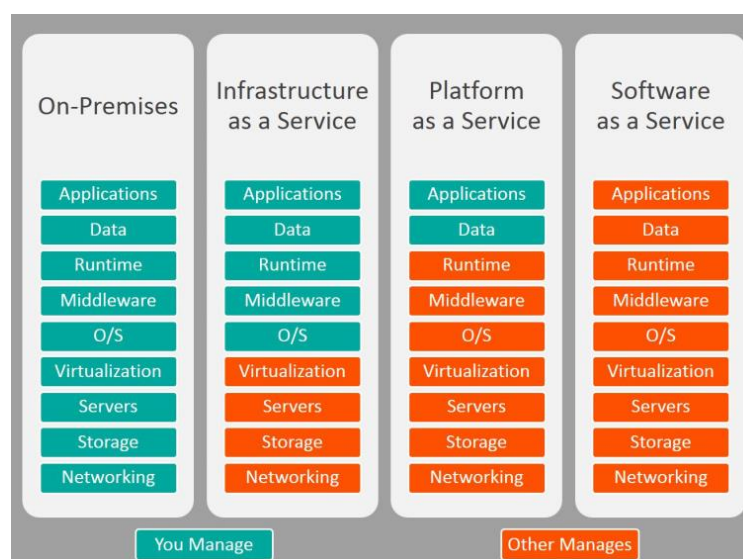 On-Premises
Applications
Data
Runtime
Middleware
O/S
Virtualization
Servers
Storage
Networking
Infrastructure
as a Service
Applications
Data
Runtime
Middleware
O/S
Virtualization
Servers
Storage
Networking
Platform
as a Service
Applications
Data
Runtime
Middleware
O/S
Virtualization
Servers
Storage
Networking
Software
as a Service
Applications
Data
Runtime
Middleware
O/S
Virtualization
Servers
Storage
Networking
You Manage
Other Manages